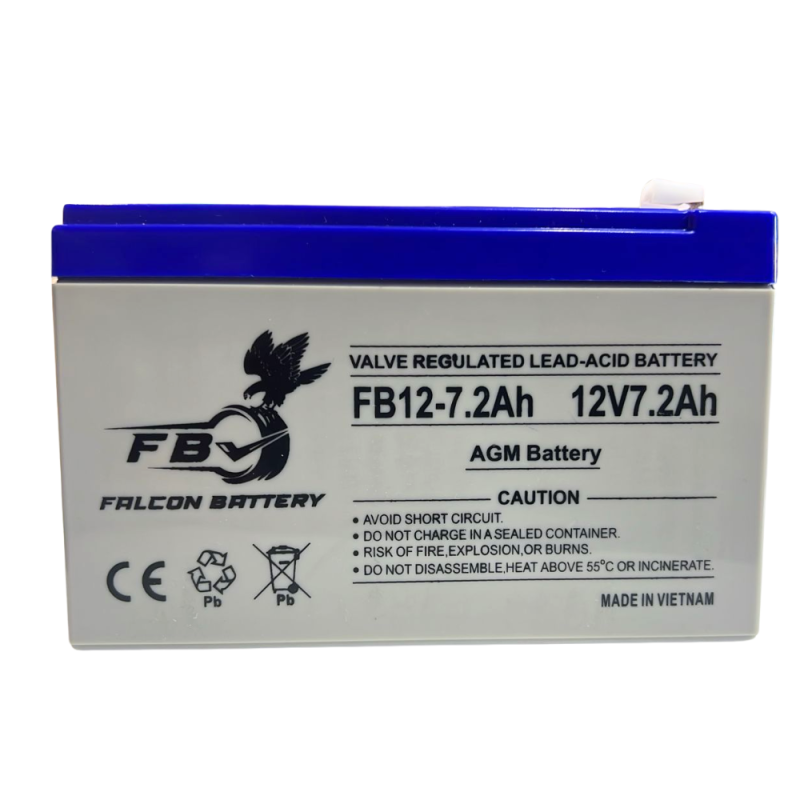 VALVE REGULATED LEAD-ACID BATTERY
FB12-7.2Ah 12V7.2Ah
AGM Battery
FB
FALCON BATTERY
CAUTION
• AVOID SHORT CIRCUIT.
• DO NOT CHARGE IN A SEALED CONTAINER.
• RISK OF FIRE,EXPLOSION,OR BURNS.
• DO NOT DISASSEMBLE,HEAT ABOVE 55°C OR INCINERATE.
CE
Pb
Pb
MADE IN VIETNAM